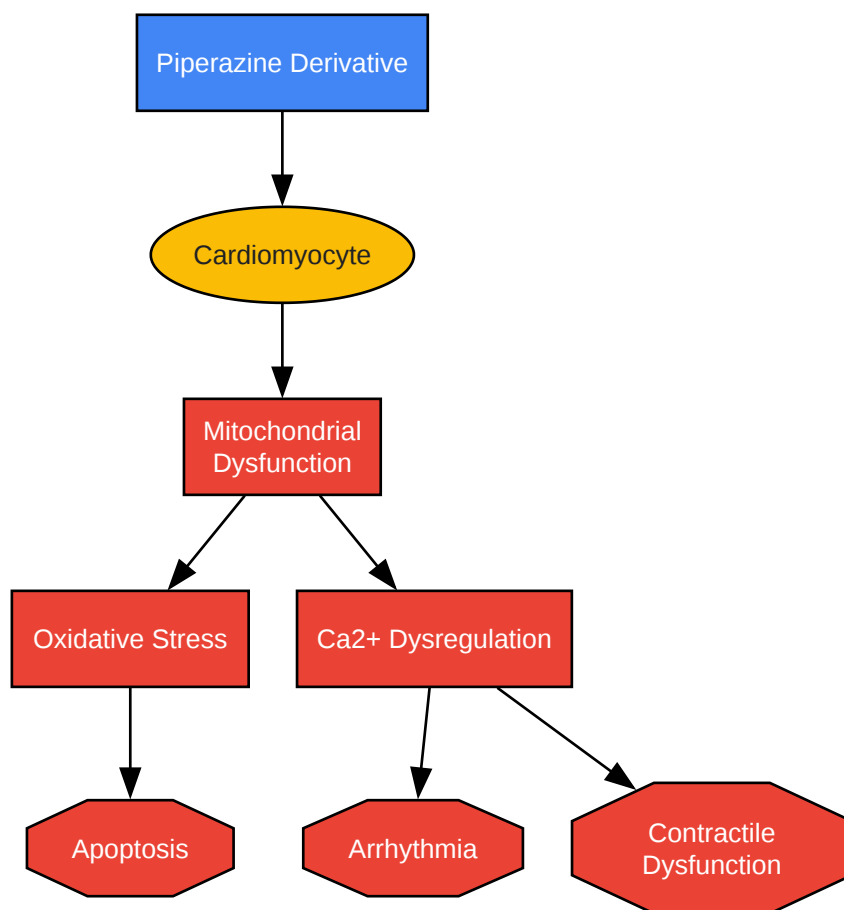 Piperazine Derivative
Cardiomyocyte
Mitochondrial
Dysfunction
Oxidative Stress
Ca2+ Dysregulation
Apoptosis
Arrhythmia
Contractile
Dysfunction